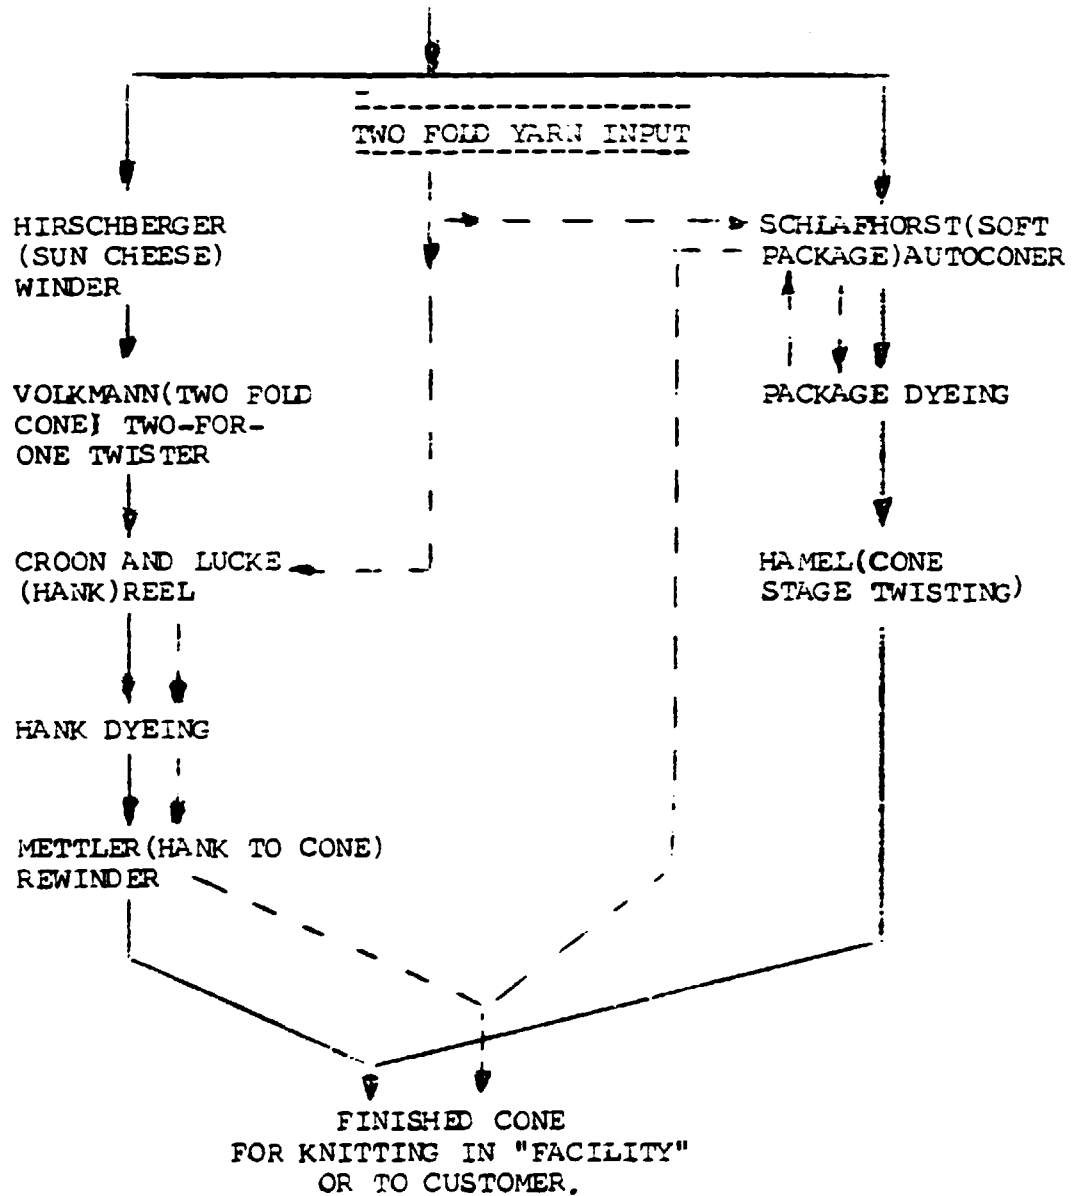 TWO FOLD YARN INPUT
HIRSCHBERGER
(SUN CHEESE)
WINDER
SCHLAFHORST(SOFT
PACKAGE)AUTOCONER
VOLKMANN(TWO FOLD
CONE) TWO-FOR-
ONE TWISTER
PACKAGE DYEING
CROON AND LUCKE
(HANK)REEL
HAMEL(CONE
STAGE TWISTING)
HANK DYEING
METTLER(HANK TO CONE)
REWINDER
FINISHED CONE
FOR KNITTING IN "FACILITY"
OR TO CUSTOMER.